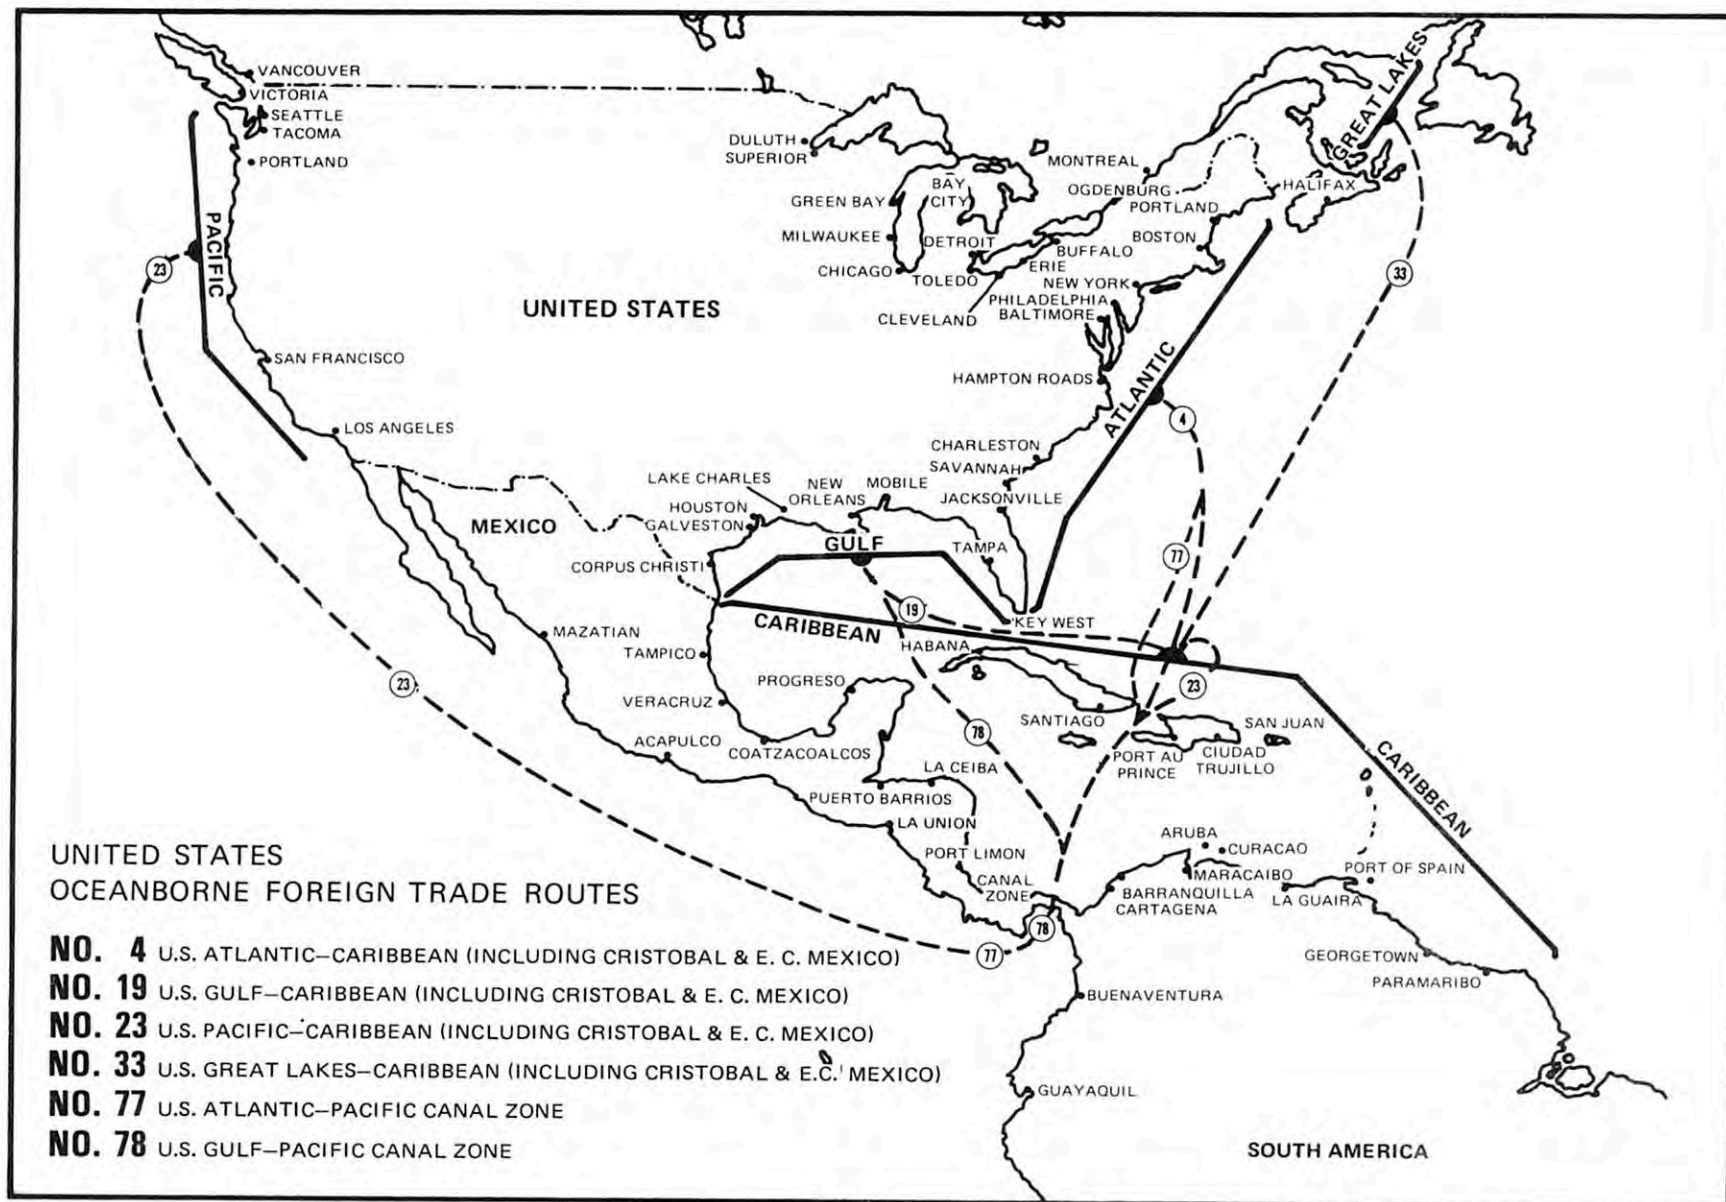 VANCOUVER
VICTORIA
SEATTLE
TACOMA
PORTLAND
PACIFIC
23
SAN FRANCISCO
LOS ANGELES
UNITED STATES
DULUTH
SUPERIOR
GREEN BAY
BAY
CITY
MILWAUKEE
DETROIT
CHICAGO
TOLEDO
CLEVELAND
ERIE
BUFFALO
MONTREAL
OGDENBURG
PORTLAND
BOSTON
NEW YORK
PHILADELPHIA
BALTIMORE
HALIFAX
GREAT LAKES
33
HAMPTON ROADS
ATLANTIC
4
CHARLESTON
SAVANNAH
JACKSONVILLE
LAKE CHARLES
NEW
ORLEANS
MOBILE
HOUSTON
GALVESTON
MEXICO
GULF
TAMPA
77
CORPUS CHRISTI
19
KEY WEST
CARIBBEAN
HABANA
MAZATIAN
TAMPICO
23
PROGRESO
23
VERACRUZ
SANTIAGO
SAN JUAN
78
ACAPULCO
COATZACOALCOS
PORT AU
PRINCE
CIUDAD
TRUJILLO
CARIBBEAN
LA CEIBA
PUERTO BARRIOS
LA UNION
ARUBA
CURACAO
PORT LIMON
MARACAIBO
PORT OF SPAIN
CANAL
ZONE
BARRANQUILLA
CARTAGENA
LA GUAIRA
78
77
GEORGETOWN
PARAMARIBO
BUENAVENTURA
GUAYAQUIL
SOUTH AMERICA
UNITED STATES
OCEANBORNE FOREIGN TRADE ROUTES
NO. 4 U.S. ATLANTIC–CARIBBEAN (INCLUDING CRISTOBAL & E. C. MEXICO)
NO. 19 U.S. GULF–CARIBBEAN (INCLUDING CRISTOBAL & E. C. MEXICO)
NO. 23 U.S. PACIFIC–CARIBBEAN (INCLUDING CRISTOBAL & E. C. MEXICO)
NO. 33 U.S. GREAT LAKES–CARIBBEAN (INCLUDING CRISTOBAL & E.C. MEXICO)
NO. 77 U.S. ATLANTIC–PACIFIC CANAL ZONE
NO. 78 U.S. GULF–PACIFIC CANAL ZONE